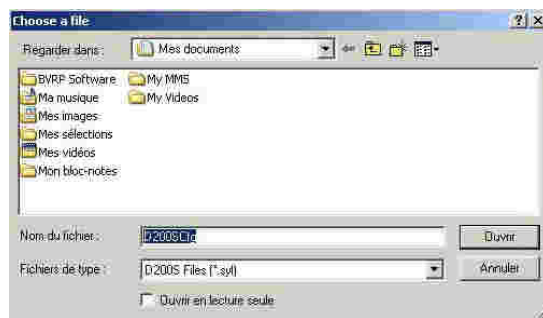 Choose a file
Regarder dans :
Mes documents
BVRP Software
My MMS
Ma musique
My Videos
Mes images
Mes sélections
Mes vidéos
Mon bloc-notes
Nom du fichier :
D200SCfg
Ouvrir
Fichiers de type :
D200S Files (*.syl)
Annuler
Ouvrir en lecture seule